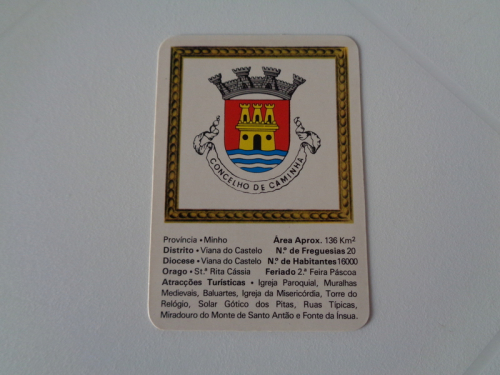 CONCELHO DE CAMINHA
Província • Minho Àrea Aprox. 136 Km²
Distrito • Viana do Castelo N.º de Freguesias 20
Diocese • Viana do Castelo N.º de Habitantes 16000
Orago • St.ª Rita Cássia Feriado 2.ª Feira Páscoa
Atracções Turísticas • Igreja Paroquial, Muralhas
Medievais, Baluartes, Igreja da Misericórdia, Torre do
Relógio, Solar Gótico dos Pitas, Ruas Típicas,
Miradouro do Monte de Santo Antão e Fonte da Ínsua.